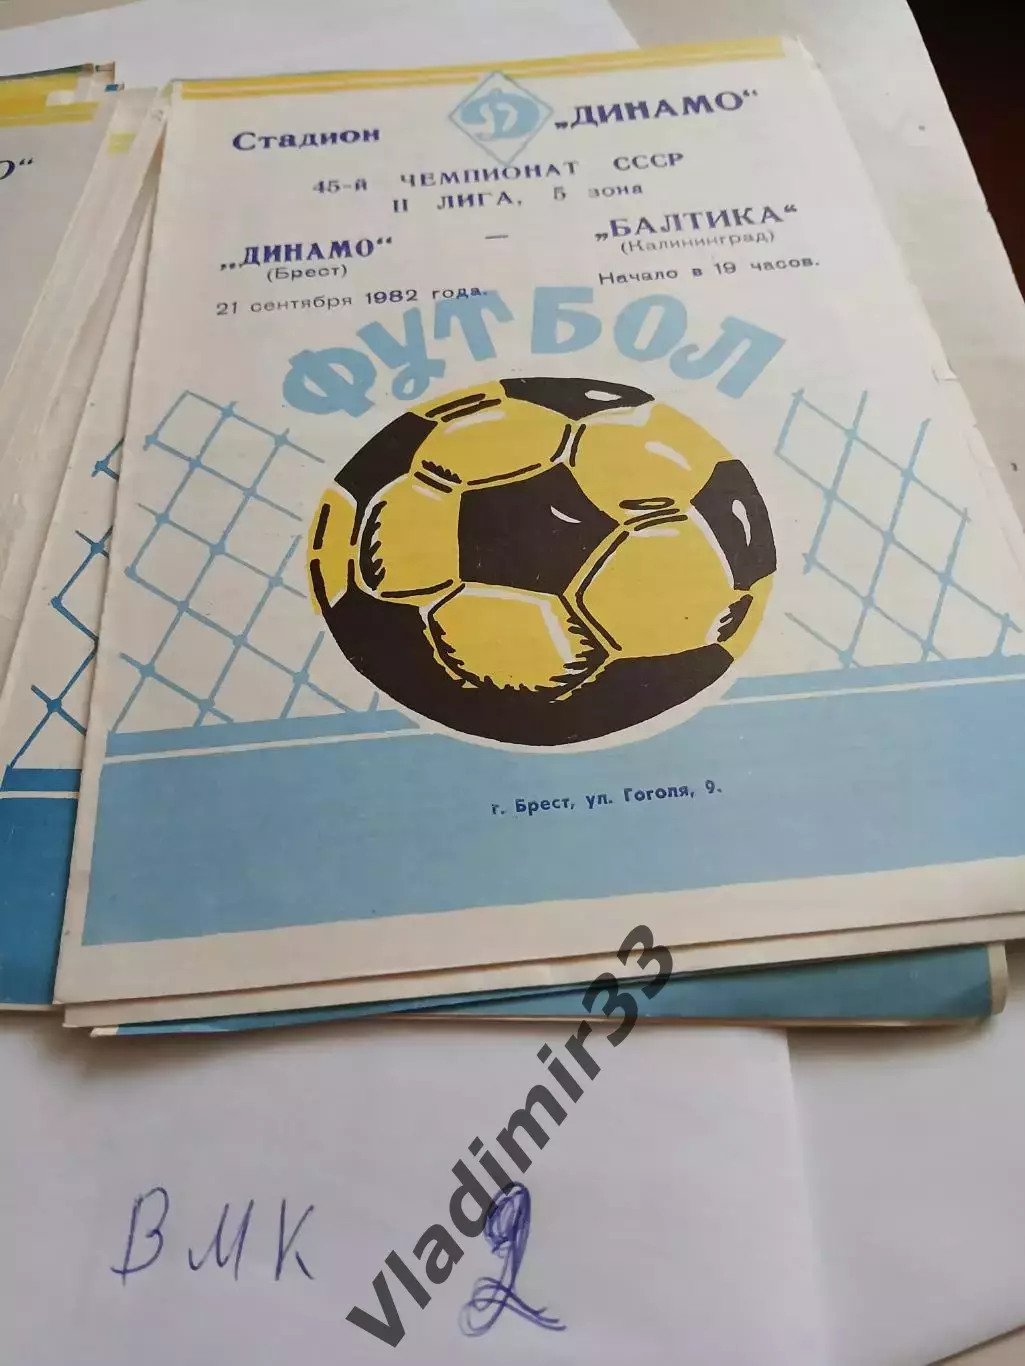 О"
Стадион „ДИНАМО"
45-й ЧЕМПИОНАТ СССР
II ЛИГА, 5 зона
„ДИНАМО" — „БАЛТИКА"
(Брест) (Калининград)
21 сентября 1982 года. Начало в 19 часов.
ФУТБОЛ
г. Брест, ул. Гоголя, 9.
Vladimir33
ВМК 2